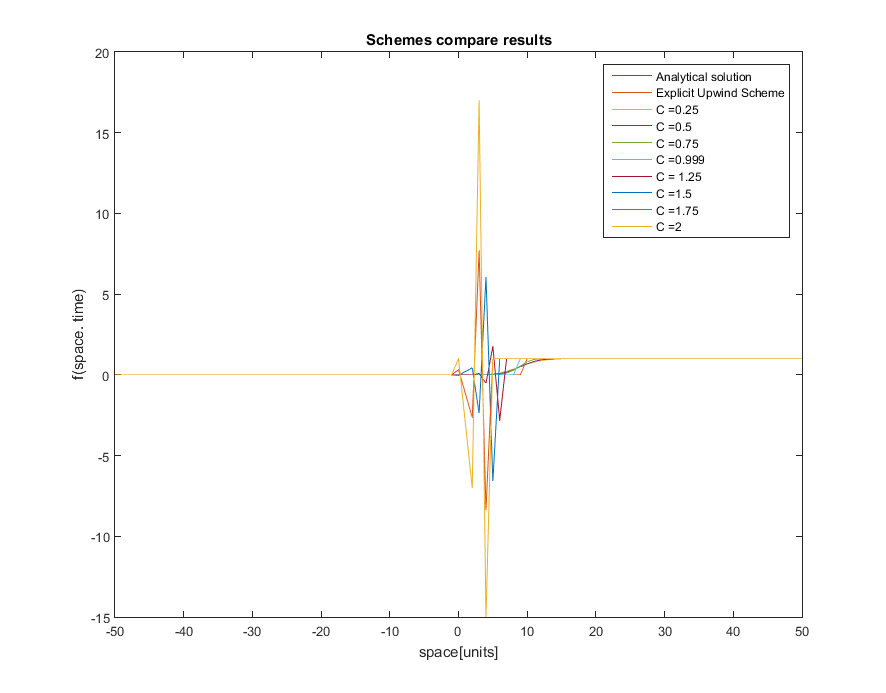 Schemes compare results
20
15
10
5
0
-5
-10
-15
f(space. time)
-50
-40
-30
-20
-10
0
10
20
30
40
50
space[units]
Analytical solution
Explicit Upwind Scheme
C =0.25
C =0.5
C =0.75
C =0.999
C = 1.25
C =1.5
C =1.75
C =2